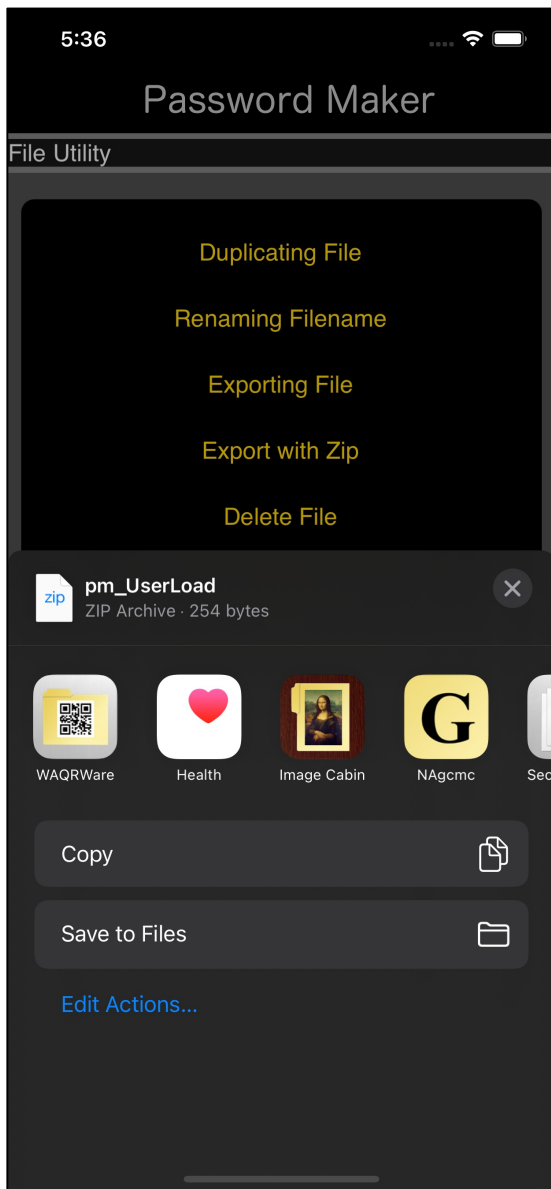 5:36
Password Maker
File Utility
Duplicating File
Renaming Filename
Exporting File
Export with Zip
Delete File
zip
pm_UserLoad
ZIP Archive · 254 bytes
G
WAQRWare
Health
Image Cabin
NAgcmc
Sec
Copy
Save to Files
Edit Actions...